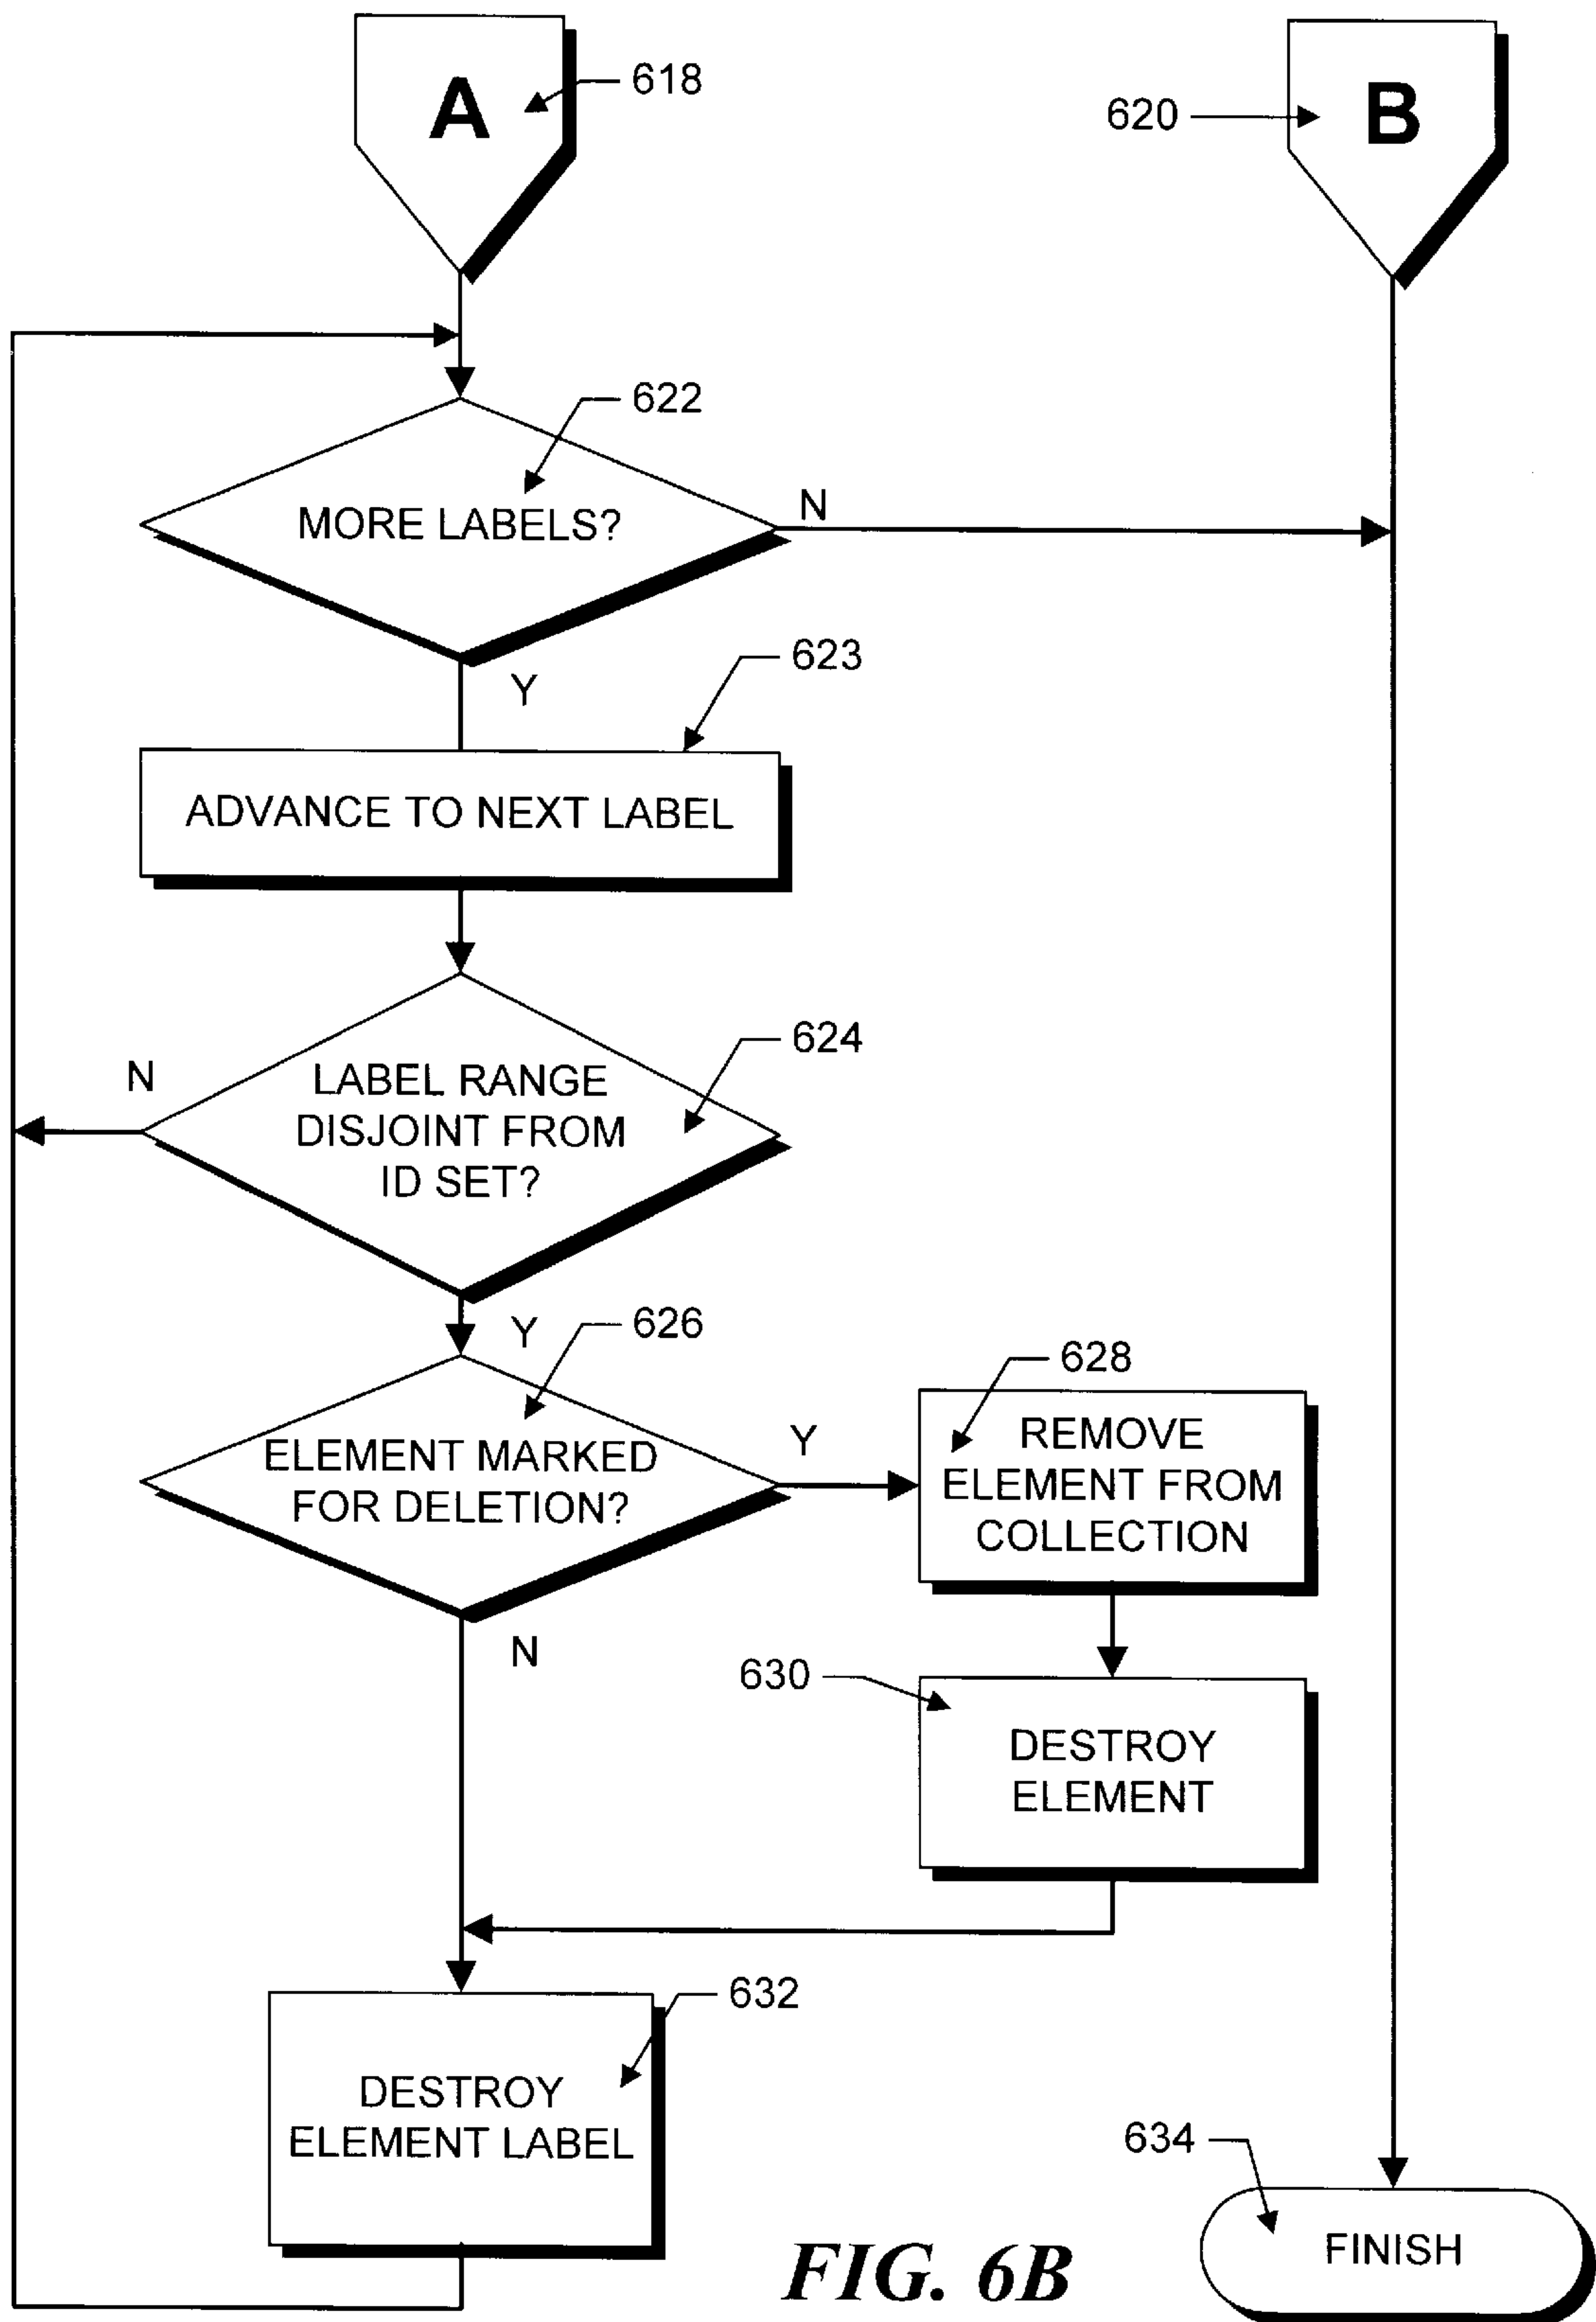 A
618
620
B
622
MORE LABELS?
N
623
Y
ADVANCE TO NEXT LABEL
624
N
LABEL RANGE
DISJOINT FROM
ID SET?
Y
626
628
ELEMENT MARKED
FOR DELETION?
Y
REMOVE
ELEMENT FROM
COLLECTION
N
630
DESTROY
ELEMENT
632
DESTROY
ELEMENT LABEL
634
FINISH
FIG. 6B